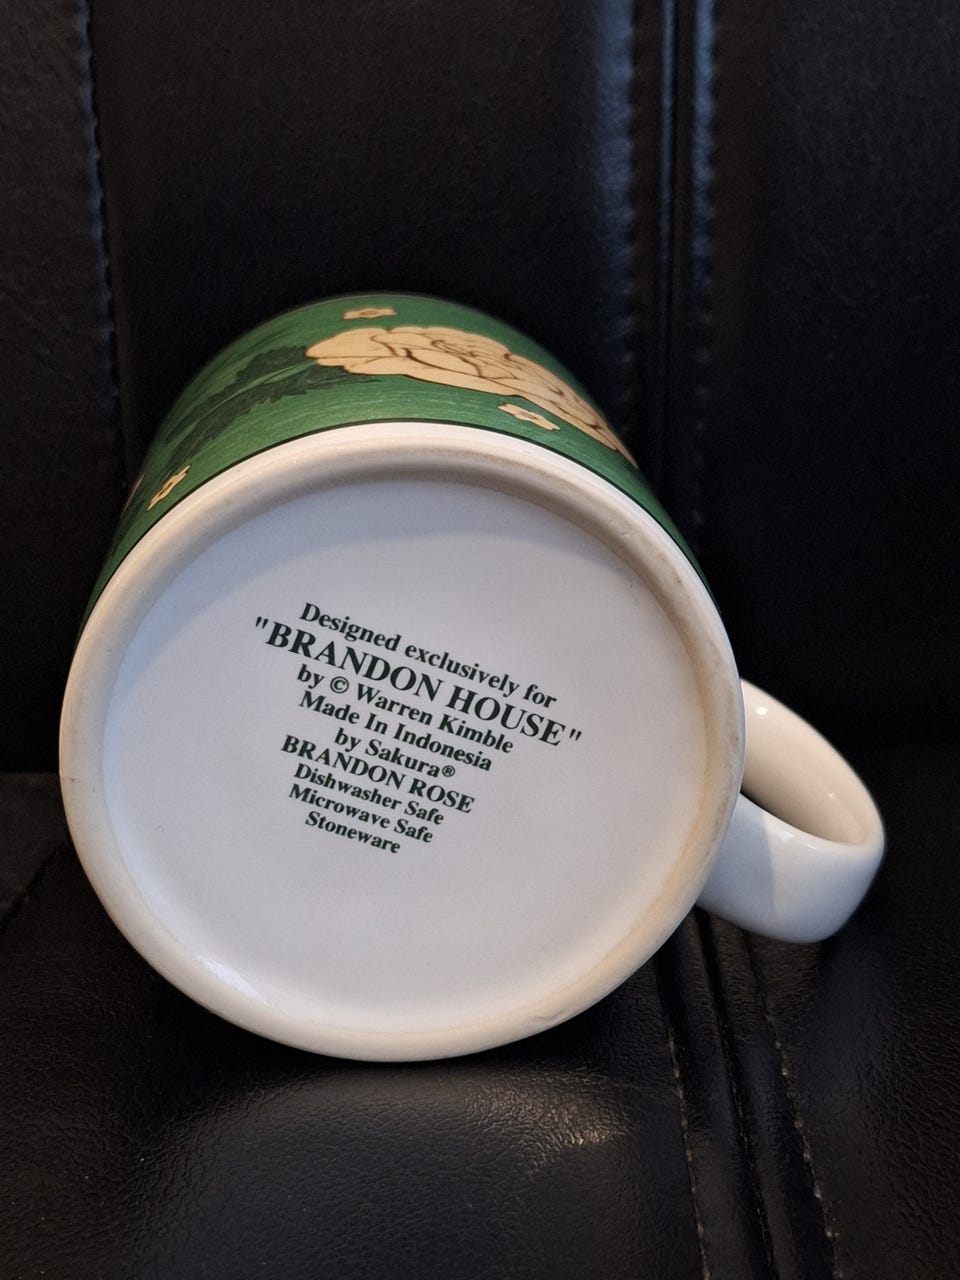 Designed exclusively for
"BRANDON HOUSE"
by © Warren Kimble
Made In Indonesia
by Sakura®
BRANDON ROSE
Dishwasher Safe
Microwave Safe
Stoneware